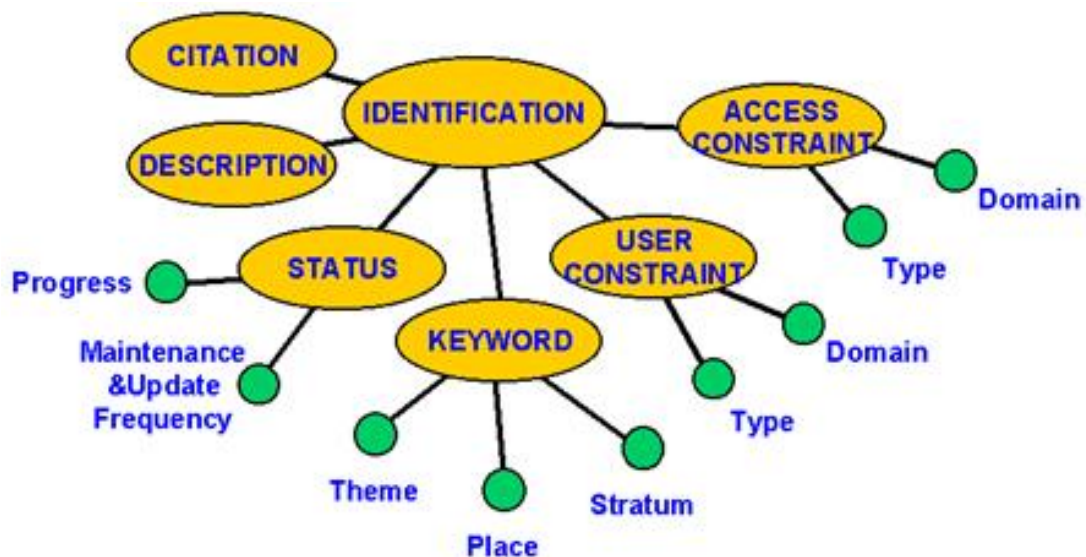 CITATION
IDENTIFICATION
ACCESS
CONSTRAINT
DESCRIPTION
Domain
USER
CONSTRAINT
STATUS
Type
Progress
KEYWORD
Maintenance
&Update
Frequency
Domain
Type
Theme
Stratum
Place